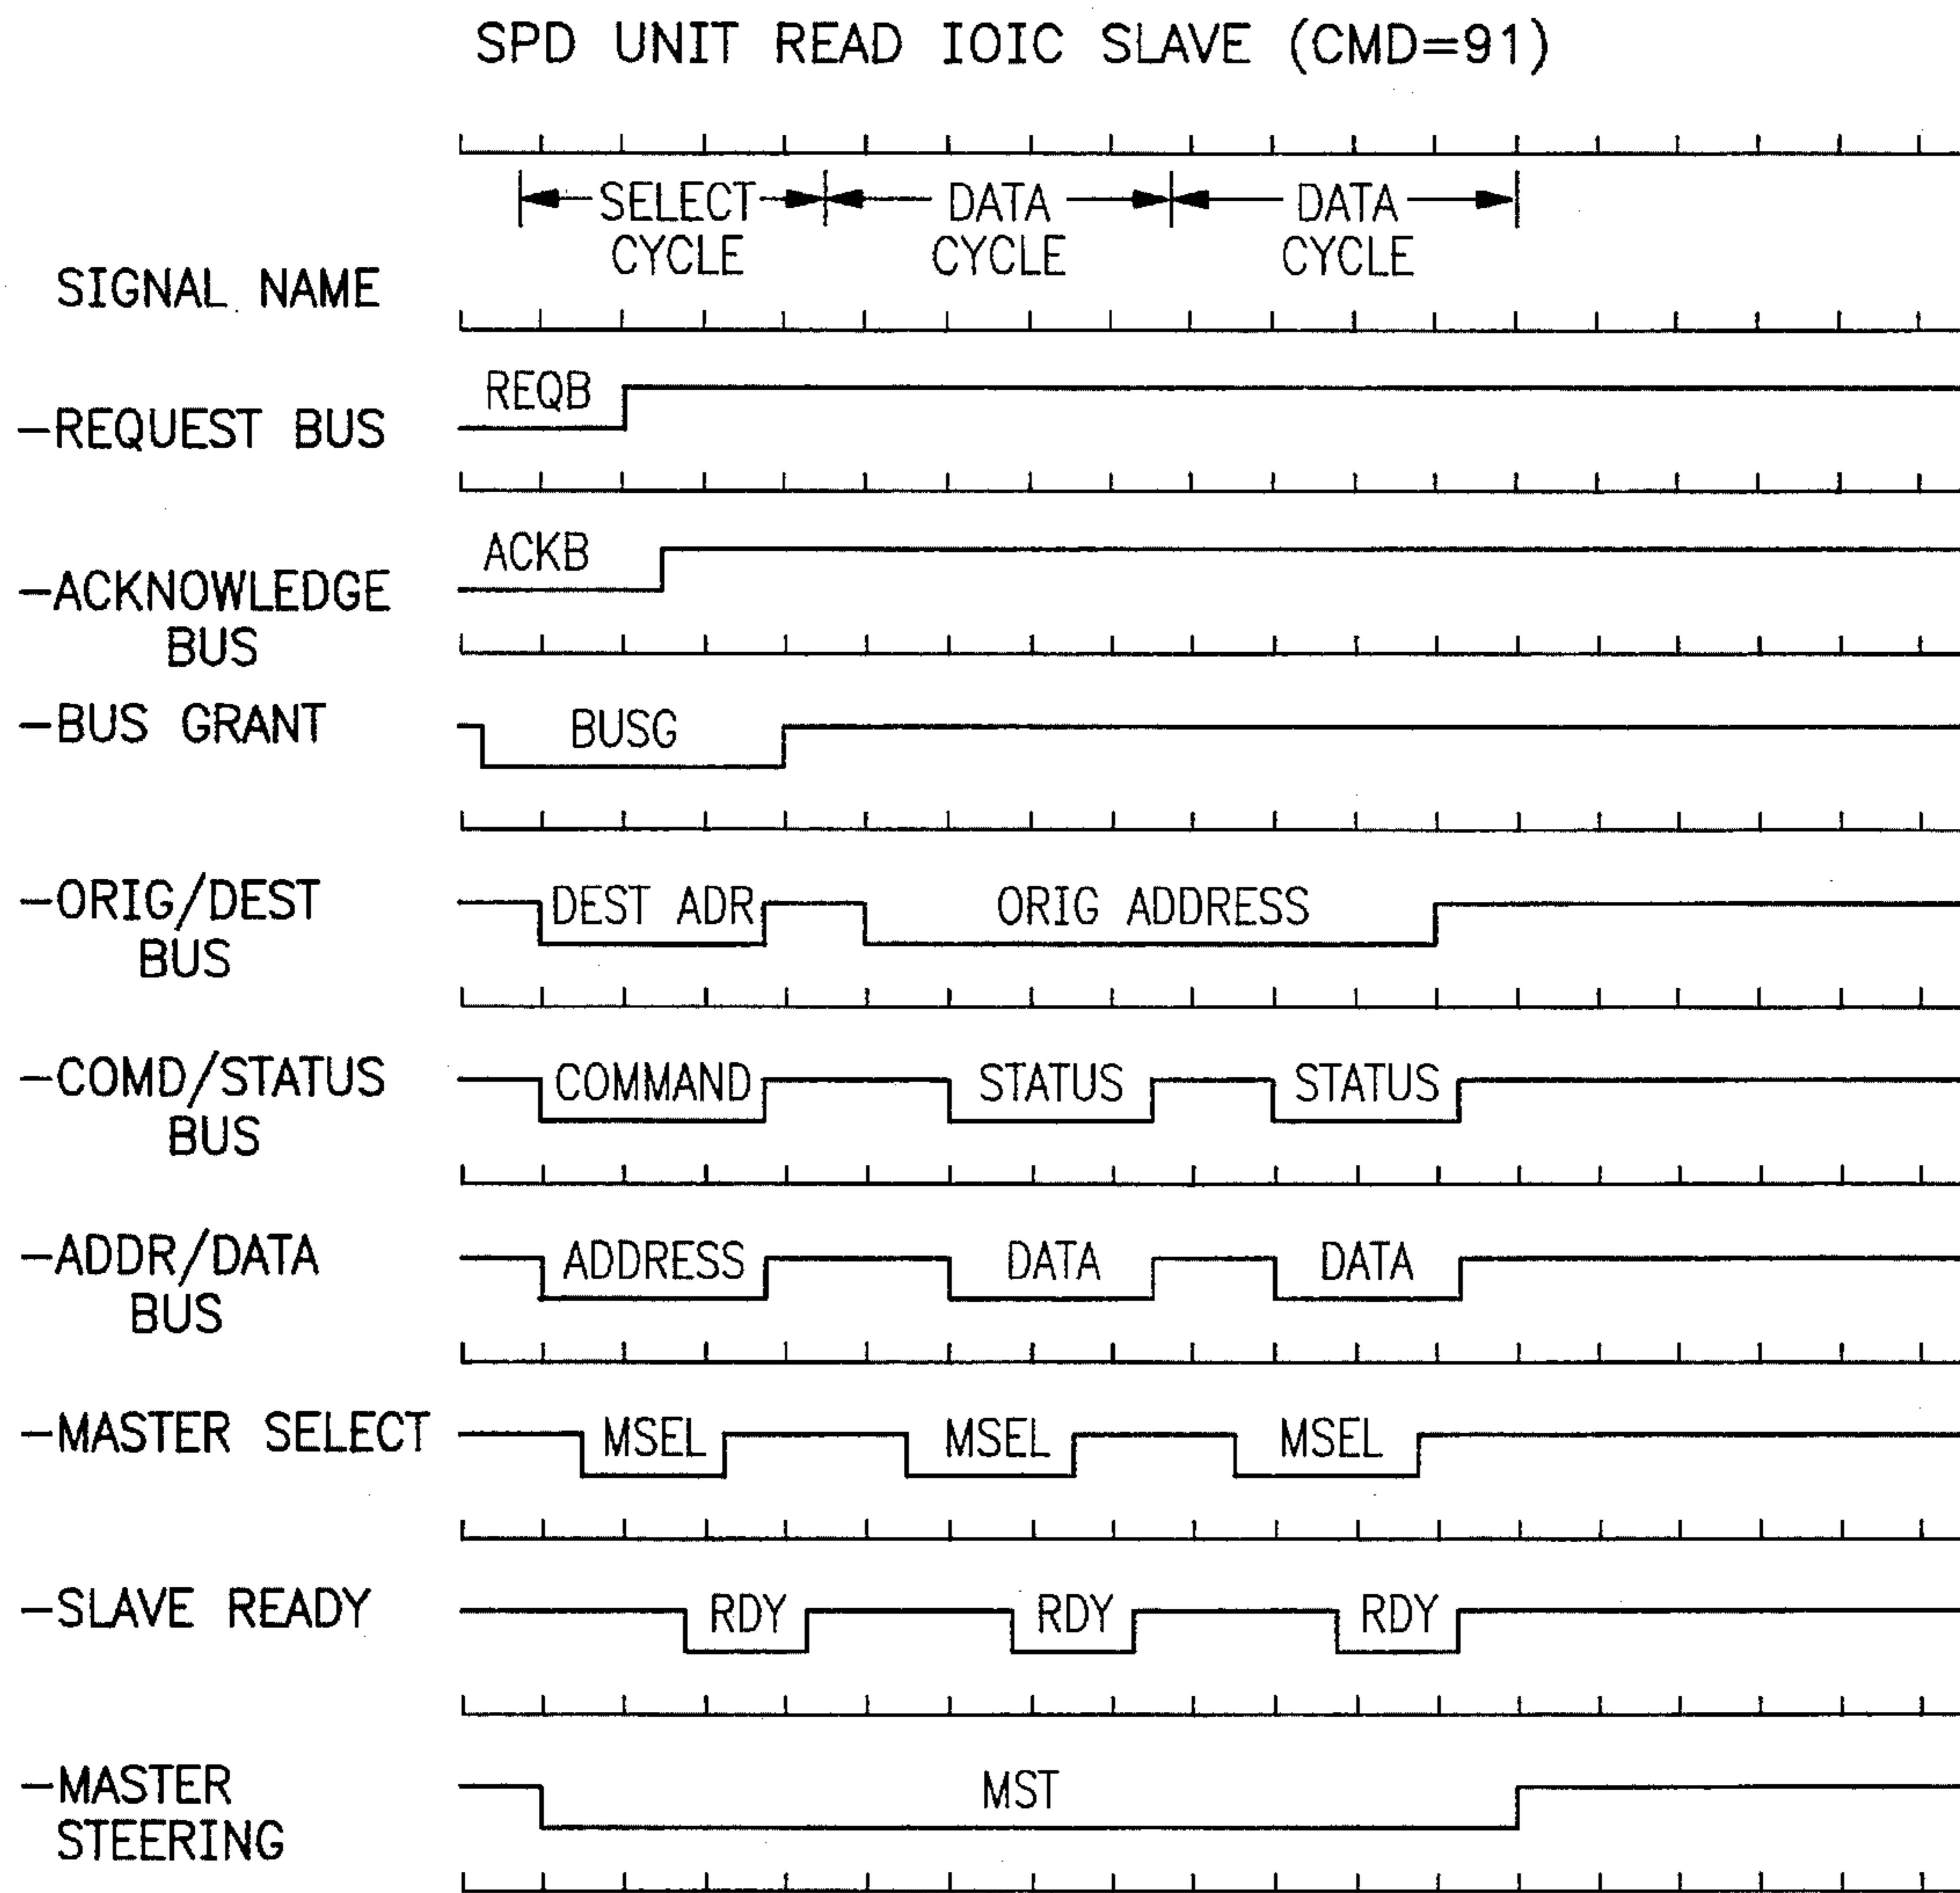 SPD UNIT READ IOIC SLAVE (CMD=91)
SELECT CYCLE
DATA CYCLE
DATA CYCLE
SIGNAL NAME
REQB
-REQUEST BUS
ACKB
-ACKNOWLEDGE
BUS
-BUS GRANT
BUSG
-ORIG/DEST
BUS
DEST ADR
ORIG ADDRESS
-COMD/STATUS
BUS
COMMAND
STATUS
STATUS
-ADDR/DATA
BUS
ADDRESS
DATA
DATA
-MASTER SELECT
MSEL
MSEL
MSEL
-SLAVE READY
RDY
RDY
RDY
-MASTER
STEERING
MST